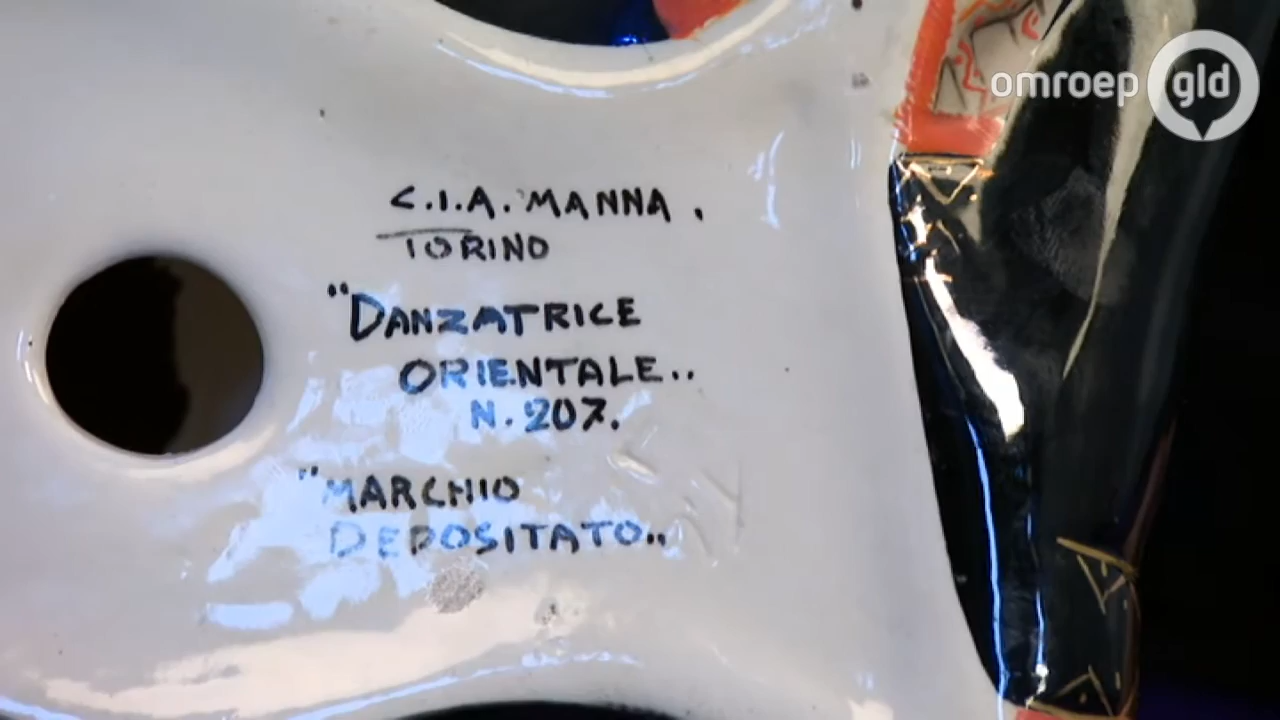 omroep gld
C.I.A. MANNA.
TORINO
"DANZATRICE
ORIENTALE..
N. 207.
"MARCHIO
DEPOSITATO..